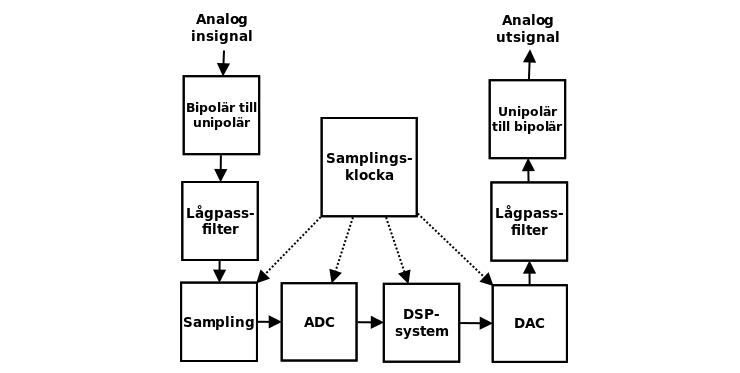 Analog
insignal
Analog
utsignal
Bipolär till
unipolär
Unipolär
till bipolär
Samplings-
klocka
Lågpass-
filter
Lågpass-
filter
Sampling
ADC
DSP-
system
DAC